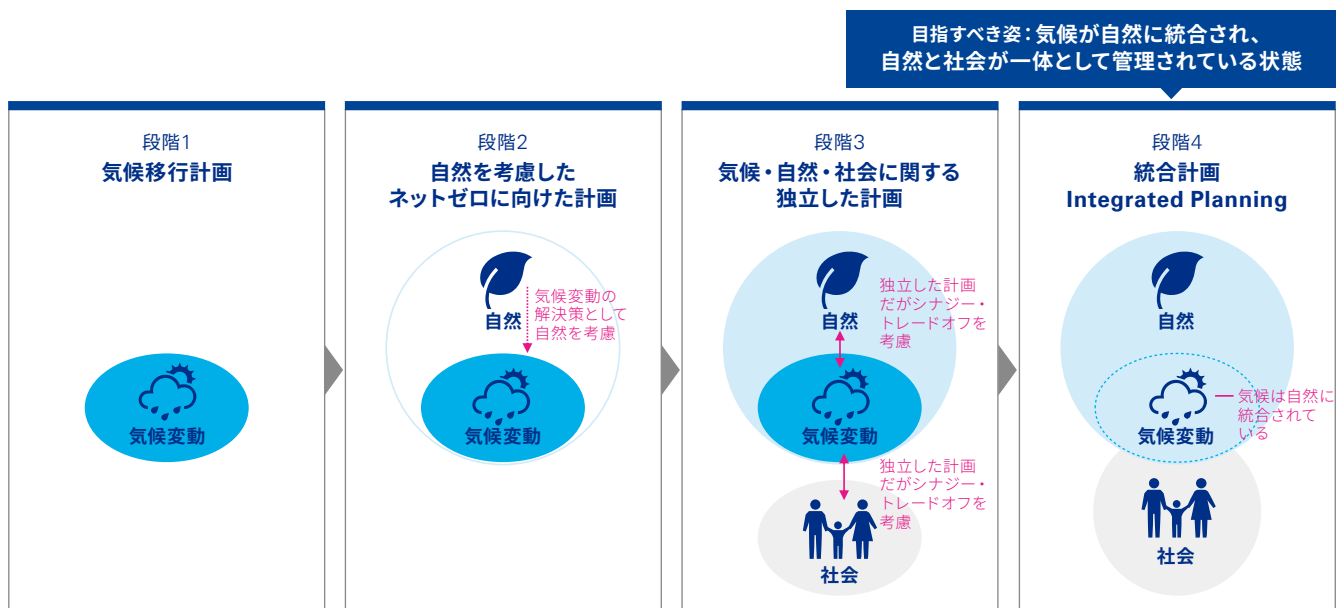 目指すべき姿：気候が自然に統合され、
自然と社会が一体として管理されている状態
段階1
気候移行計画
気候変動
段階2
自然を考慮した
ネットゼロに向けた計画
自然
気候変動の
解決策として
自然を考慮
気候変動
段階3
気候・自然・社会に関する
独立した計画
自然
独立した計画
だがシナジー・
トレードオフを
考慮
気候変動
独立した計画
だがシナジー・
トレードオフを
考慮
社会
段階4
統合計画
Integrated Planning
自然
気候変動
気候は自然に
統合されて
いる
社会